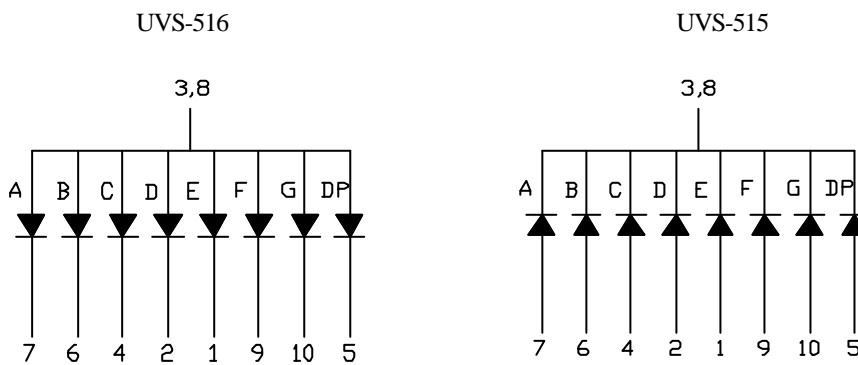 UVS-516 UVS-515
3,8 3,8
A B C D E F G DP A B C D E F G DP
7 6 4 2 1 9 10 5 7 6 4 2 1 9 10 5